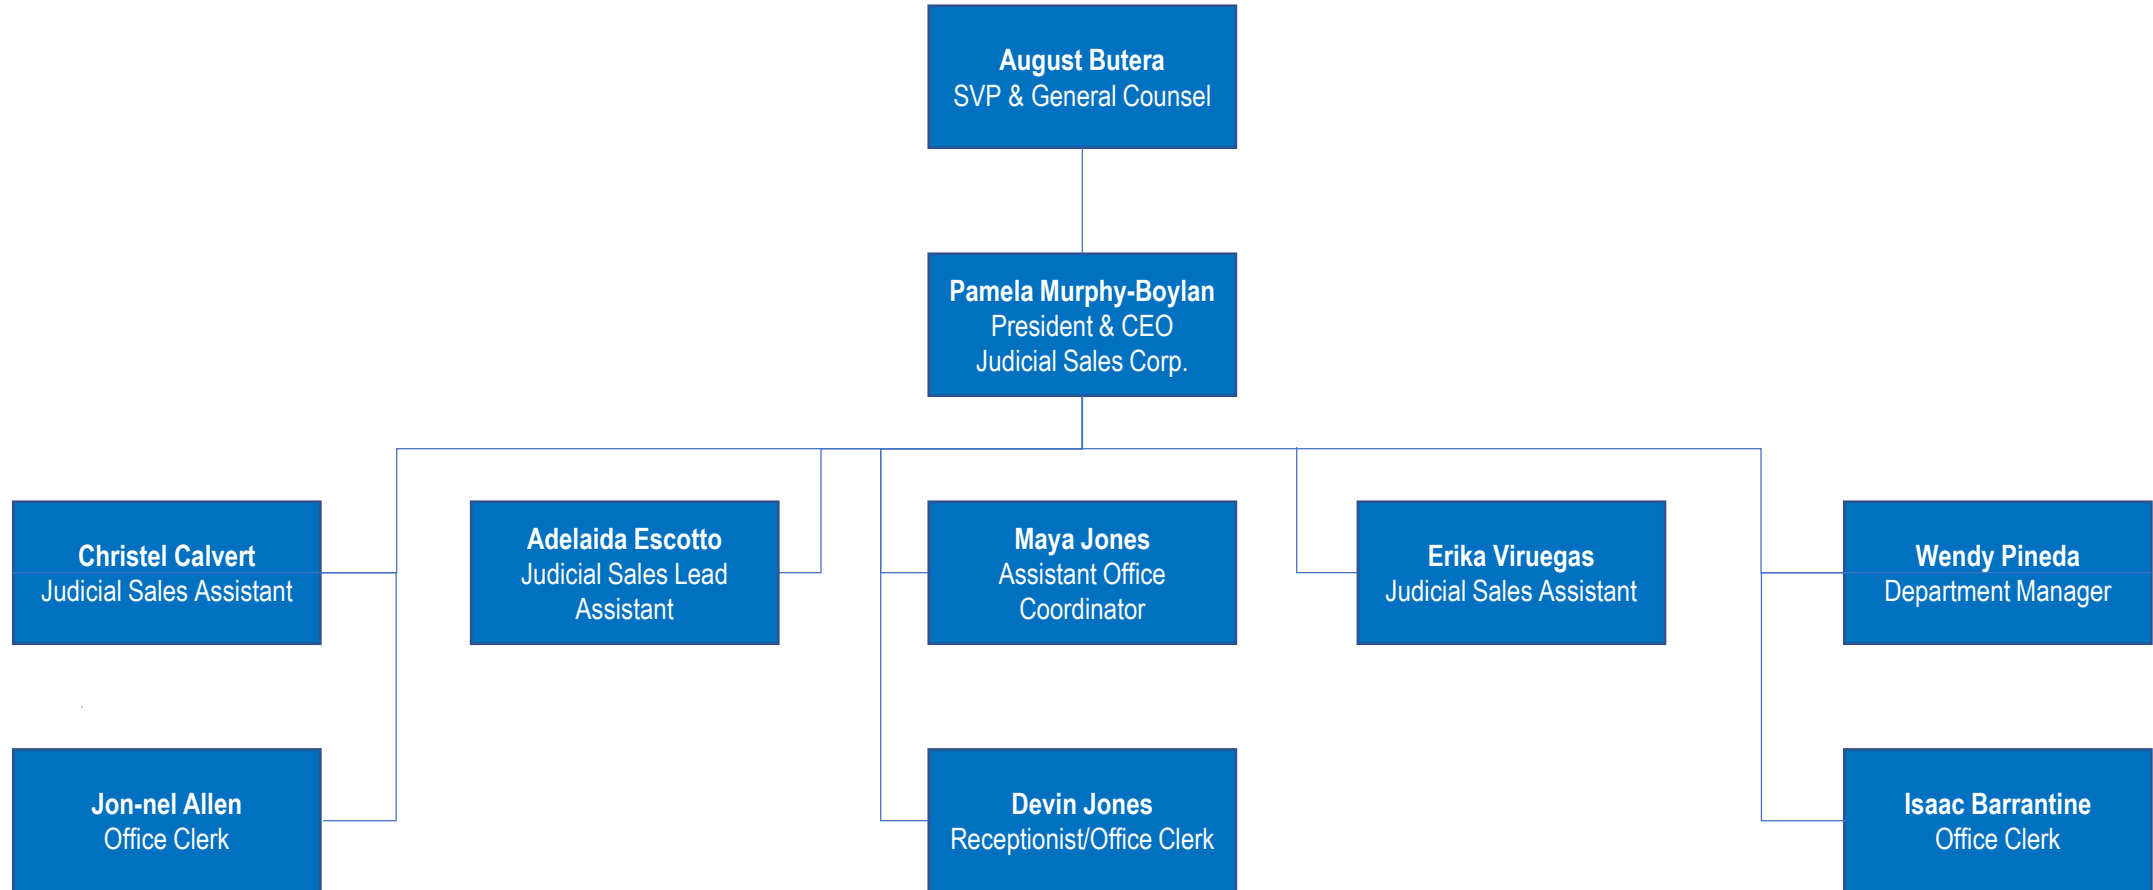 August Butera
SVP & General Counsel
Pamela Murphy-Boylan
President & CEO
Judicial Sales Corp.
Christel Calvert
Judicial Sales Assistant
Adelaida Escotto
Judicial Sales Lead
Assistant
Maya Jones
Assistant Office
Coordinator
Erika Viruegas
Judicial Sales Assistant
Wendy Pineda
Department Manager
Jon-nel Allen
Office Clerk
Devin Jones
Receptionist/Office Clerk
Isaac Barrantine
Office Clerk